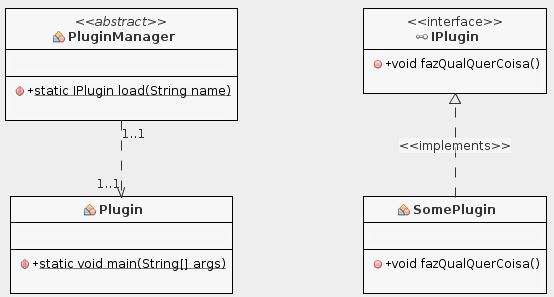 <<abstract>>
PluginManager
+static IPlugin load(String name)
1..1
1..1
Plugin
+static void main(String[] args)
<<interface>>
IPlugin
+void fazQualQuerCoisa()
<<implements>>
SomePlugin
+void fazQualQuerCoisa()